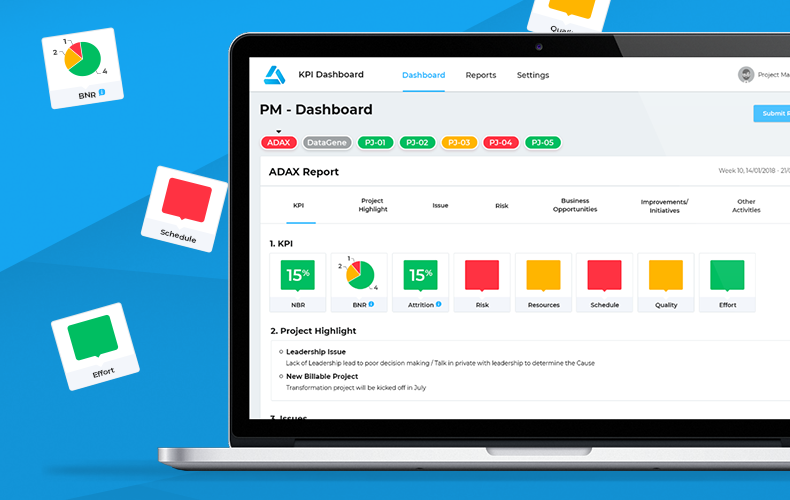 Qua
1
2
4
BNR
Schedule
Effort
KPI Dashboard
Dashboard
Reports
Settings
Project Ma
PM - Dashboard
Submit R
ADAX
DataGene
PJ-01
PJ-02
PJ-03
PJ-04
PJ-05
ADAX Report
Week 10, 14/01/2018 - 21/
KPI
Project
Highlight
Issue
Risk
Business
Opportunities
Improvements/
Initiatives
Other
Activities
1. KPI
15%
NBR
1
2
4
BNR
15%
Attrition
Risk
Resources
Schedule
Quality
Effort
2. Project Highlight
Leadership Issue
Lack of Leadership lead to poor decision making / Talk in private with leadership to determine the Cause
New Billable Project
Transformation project will be kicked off in July
3. Issues